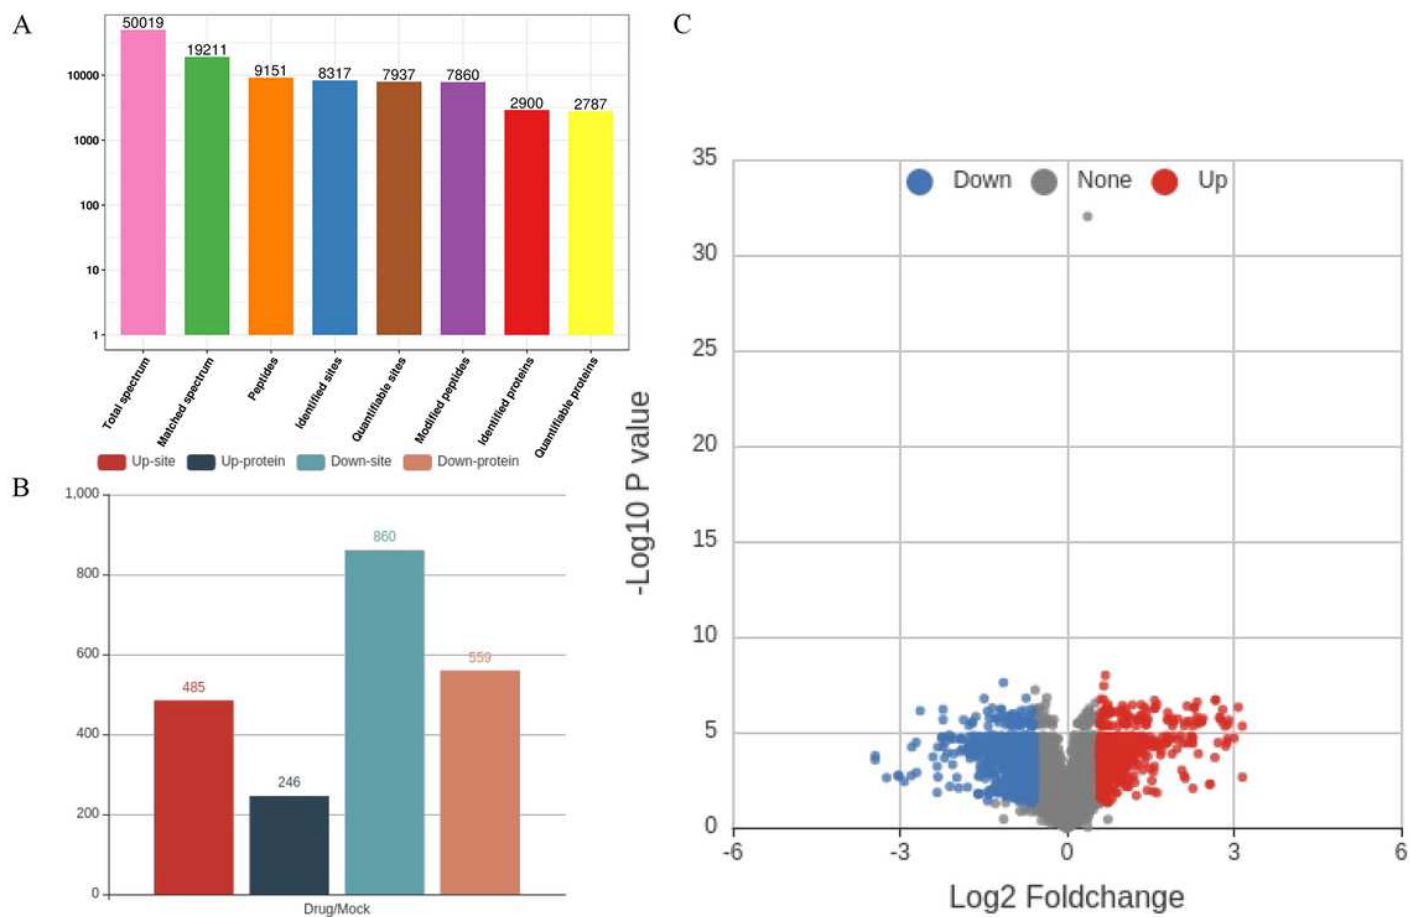 A
50019
19211
9151
8317
7937
7860
2900
2787
10000
1000
100
10
1
Total spectrum
Matched spectrum
Peptides
Identified sites
Quantifiable sites
Modified peptides
Identified proteins
Quantifiable proteins
B
Up-site
Up-protein
Down-site
Down-protein
1,000
800
600
400
200
0
485
246
860
559
Drug/Mock
C
Down
None
Up
35
30
25
20
15
10
5
0
-6
-3
0
3
6
-Log10 P value
Log2 Foldchange